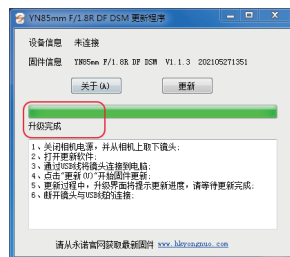 YN85mm F/1.8R DF DSM 更新程序
设备信息 未连接
固件信息 YN85mm F/1.8R DF DSM V1.1.3 202105271351
关于(A) 更新
升级完成
1、关闭相机电源，并从相机上取下镜头;
2、打开更新软件;
3、通过USB线将镜头连接到电脑;
4、点击"更新(U)"开始固件更新;
5、更新过程中，升级界面将提示更新进度，请等待更新完成;
6、断开镜头与USB线的连接;
请从永诺官网获取最新固件 www.hkyongnuo.com